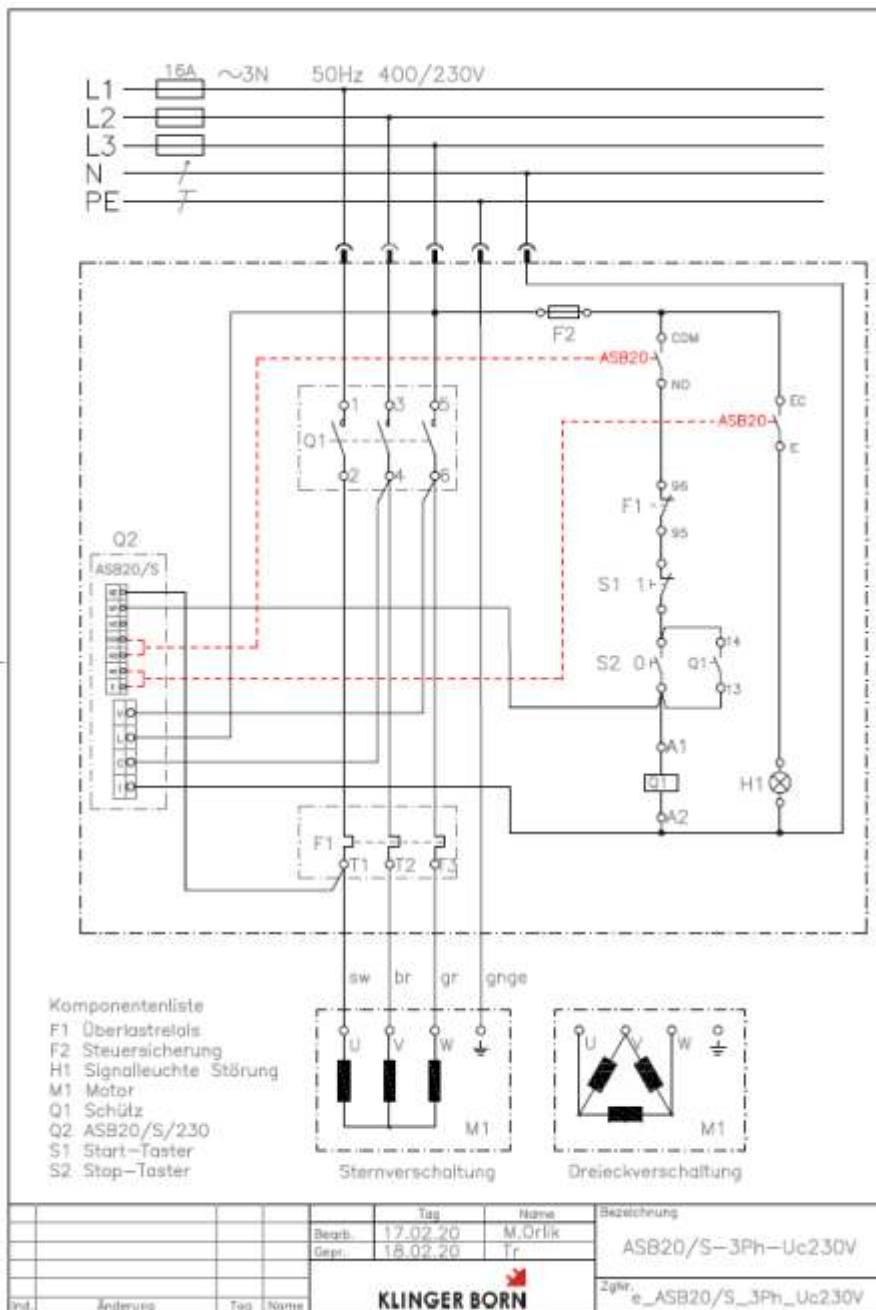 16A ~3N 50Hz 400/230V
L1
L2
L3
N
PE
F2
COM
ASB20
NO
EC
ASB20
E
1 3 5
Q1
2 4 6
96
F1
95
Q2
ASB20/S
S1 1
14
S2 0
Q1
13
V
L
A1
Q1
H1
A2
F1
T1 T2 T3
sw br gr gnge
Komponentenliste
F1 Überlastrelais
F2 Steuersicherung
H1 Signalleuchte Störung
M1 Motor
Q1 Schütz
Q2 ASB20/S/230
S1 Start-Taster
S2 Stop-Taster
U V W
M1
Sternverschaltung
U V W
M1
Dreieckverschaltung
Tag Name
Bearb. 17.02.20 M.Orlik
Gepr. 18.02.20 Tr
Ind. Änderung Tag Name
KLINGER BORN
Bezeichnung
ASB20/S-3Ph-Uc230V
ZgNr.
e_ASB20/S_3Ph_Uc230V